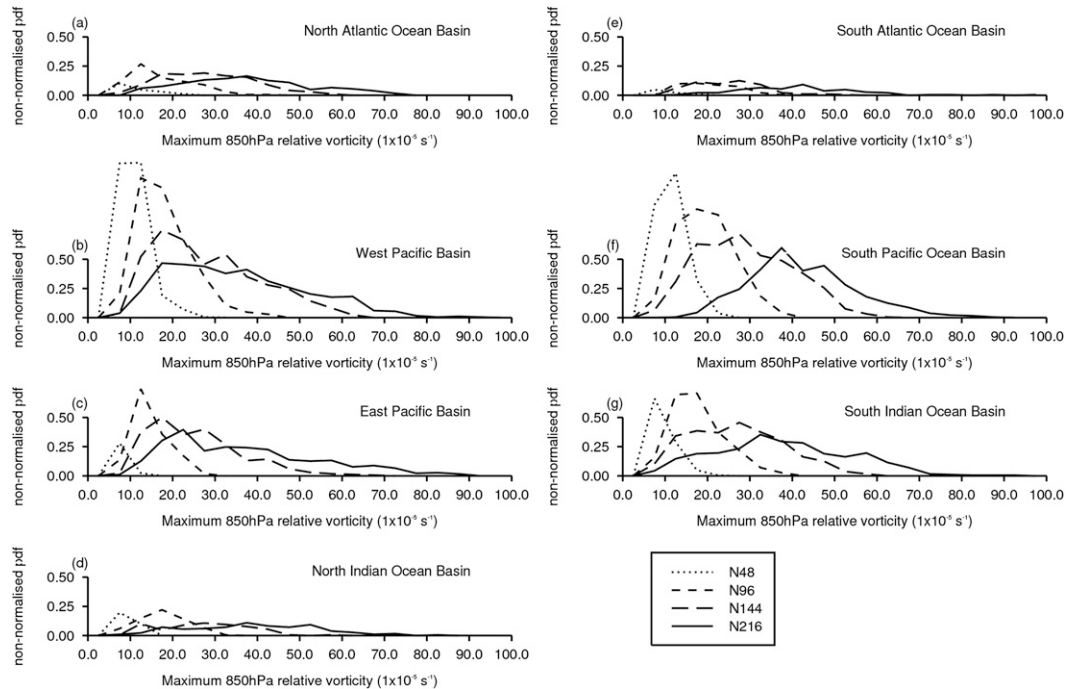 (a)
North Atlantic Ocean Basin
non-normalised pdf
0.50
0.25
0.00
0.0 10.0 20.0 30.0 40.0 50.0 60.0 70.0 80.0 90.0 100.0
Maximum 850hPa relative vorticity (1x10⁻⁵ s⁻¹)
(b)
West Pacific Basin
non-normalised pdf
0.50
0.25
0.00
0.0 10.0 20.0 30.0 40.0 50.0 60.0 70.0 80.0 90.0 100.0
Maximum 850hPa relative vorticity (1x10⁻⁵ s⁻¹)
(c)
East Pacific Basin
non-normalised pdf
0.50
0.25
0.00
0.0 10.0 20.0 30.0 40.0 50.0 60.0 70.0 80.0 90.0 100.0
Maximum 850hPa relative vorticity (1x10⁻⁵ s⁻¹)
(d)
North Indian Ocean Basin
non-normalised pdf
0.50
0.25
0.00
0.0 10.0 20.0 30.0 40.0 50.0 60.0 70.0 80.0 90.0 100.0
Maximum 850hPa relative vorticity (1x10⁻⁵ s⁻¹)
(e)
South Atlantic Ocean Basin
non-normalised pdf
0.50
0.25
0.00
0.0 10.0 20.0 30.0 40.0 50.0 60.0 70.0 80.0 90.0 100.0
Maximum 850hPa relative vorticity (1x10⁻⁵ s⁻¹)
(f)
South Pacific Ocean Basin
non-normalised pdf
0.50
0.25
0.00
0.0 10.0 20.0 30.0 40.0 50.0 60.0 70.0 80.0 90.0 100.0
Maximum 850hPa relative vorticity (1x10⁻⁵ s⁻¹)
(g)
South Indian Ocean Basin
non-normalised pdf
0.50
0.25
0.00
0.0 10.0 20.0 30.0 40.0 50.0 60.0 70.0 80.0 90.0 100.0
Maximum 850hPa relative vorticity (1x10⁻⁵ s⁻¹)
N48
N96
N144
N216